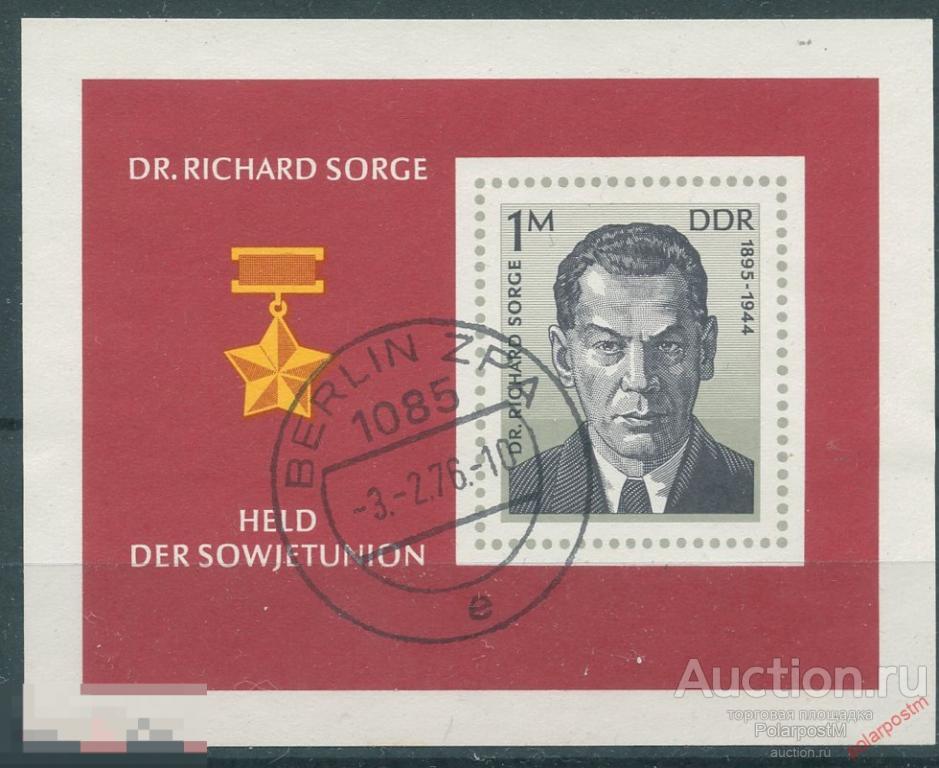 DR. RICHARD SORGE
HELD
DER SOWJETUNION
1M DDR
DR. RICHARD SORGE
1895-1944
BERLIN ZPA
1085
-3.-2.76.-10
e
Auction.ru
торговая площадка
PolarpostM
auction.ru
polarpostm